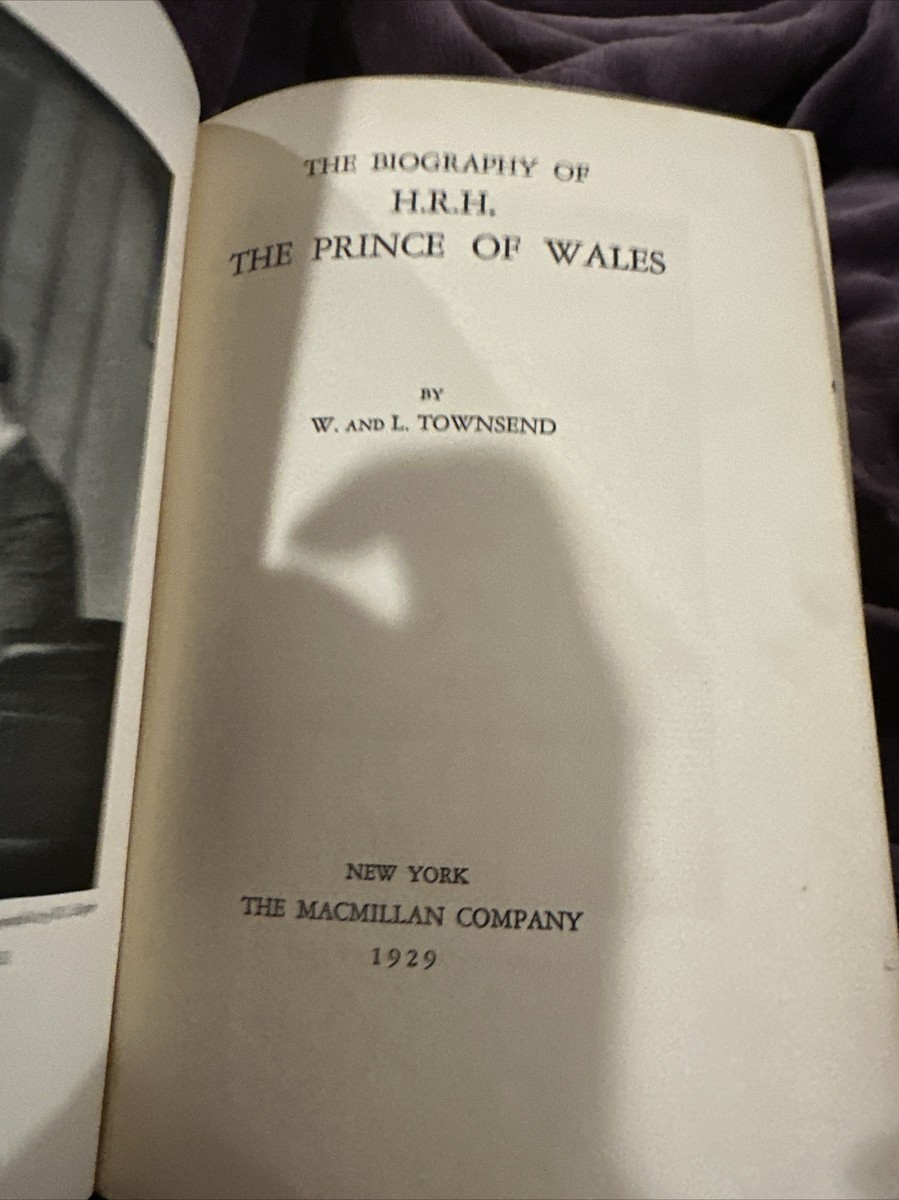 THE BIOGRAPHY OF
H.R.H.
THE PRINCE OF WALES
BY
W. AND L. TOWNSEND
NEW YORK
THE MACMILLAN COMPANY
1929